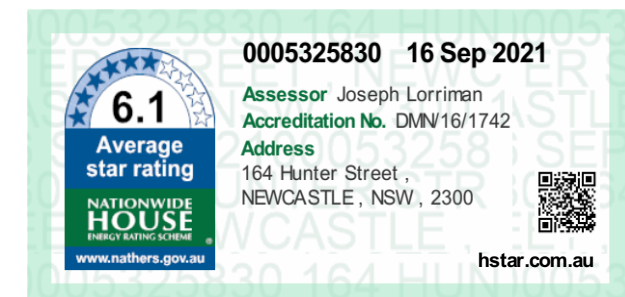 0005325830 16 Sep 2021
6.1
Average
star rating
NATIONWIDE
HOUSE
ENERGY RATING SCHEME
www.nathers.gov.au
Assessor Joseph Lorriman
Accreditation No. DMN/16/1742
Address
164 Hunter Street ,
NEWCASTLE , NSW , 2300
hstar.com.au